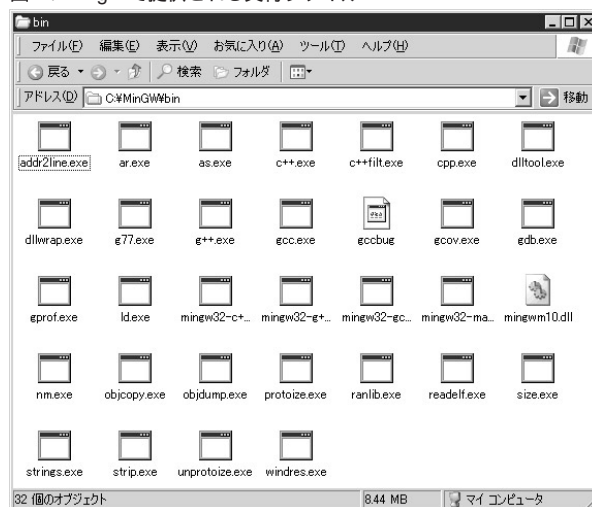 bin
ファイル(F) 編集(E) 表示(V) お気に入り(A) ツール(T) ヘルプ(H)
戻る 検索 フォルダ
アドレス(D) C:¥MinGW¥bin 移動
addr2line.exe ar.exe as.exe c++.exe c++filt.exe cpp.exe dlltool.exe
dllwrap.exe g77.exe g++.exe gcc.exe gccbug gcov.exe gdb.exe
gprof.exe ld.exe mingw32-c+... mingw32-g+... mingw32-gc... mingw32-ma... mingwm10.dll
nm.exe objcopy.exe objdump.exe protoize.exe ranlib.exe readelf.exe size.exe
strings.exe strip.exe unprotoize.exe windres.exe
32 個のオブジェクト 8.44 MB マイ コンピュータ